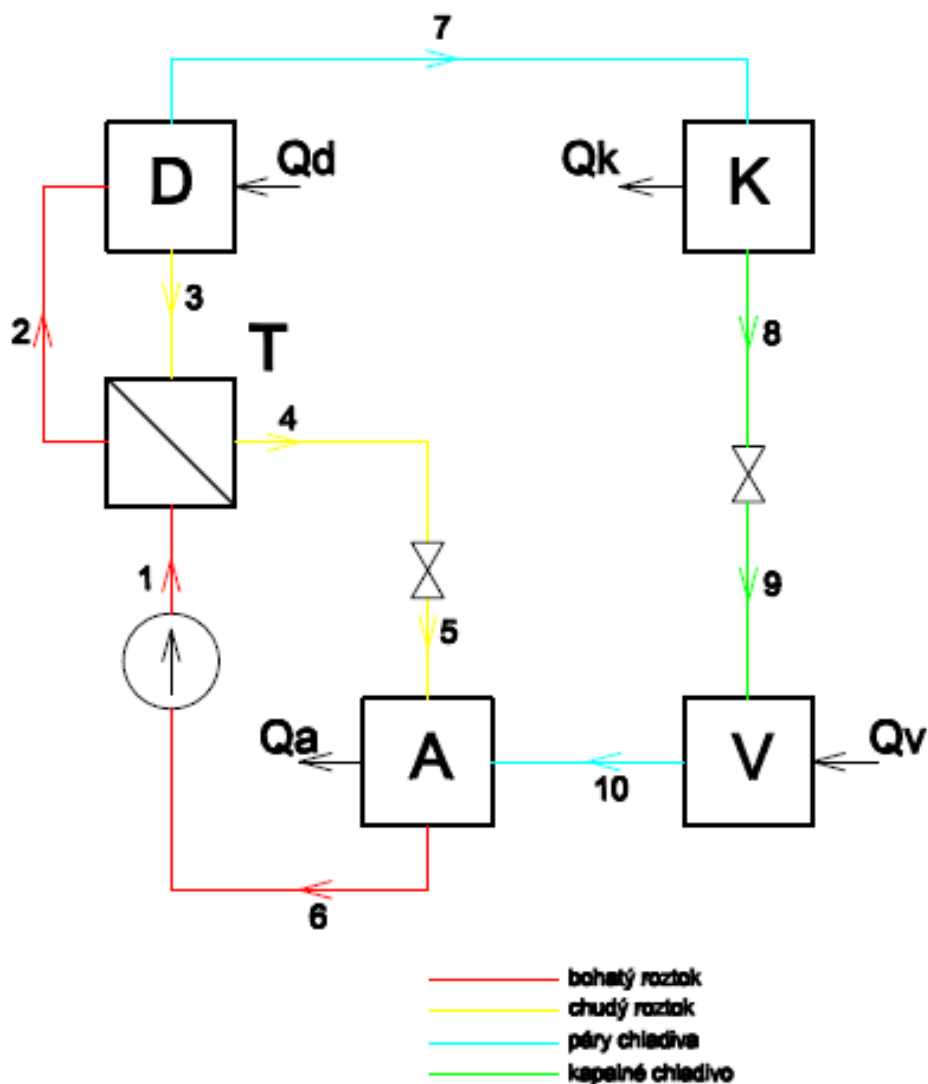 7
D
Qd
Qk
K
3
2
T
8
4
1
9
5
Qa
A
10
V
Qv
6
bohatý roztok
chudý roztok
páry chladiva
kapalné chladivo